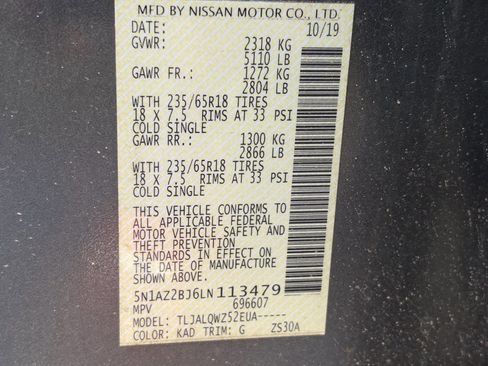 MFD BY NISSAN MOTOR CO., LTD.
DATE: 10/19
GVWR: 2318 KG
5110 LB
GAWR FR.: 1272 KG
2804 LB
WITH 235/65R18 TIRES
18 X 7.5 RIMS AT 33 PSI
COLD SINGLE
GAWR RR.: 1300 KG
2866 LB
WITH 235/65R18 TIRES
18 X 7.5 RIMS AT 33 PSI
COLD SINGLE
THIS VEHICLE CONFORMS TO
ALL APPLICABLE FEDERAL
MOTOR VEHICLE SAFETY AND
THEFT PREVENTION
STANDARDS IN EFFECT ON
THE DATE OF MANUFACTURE
SHOWN ABOVE.
5N1AZ2BJ6LN113479
MPV 696607
MODEL: TLJALQWZ52EUA-----
COLOR: KAD TRIM: G ZS30A